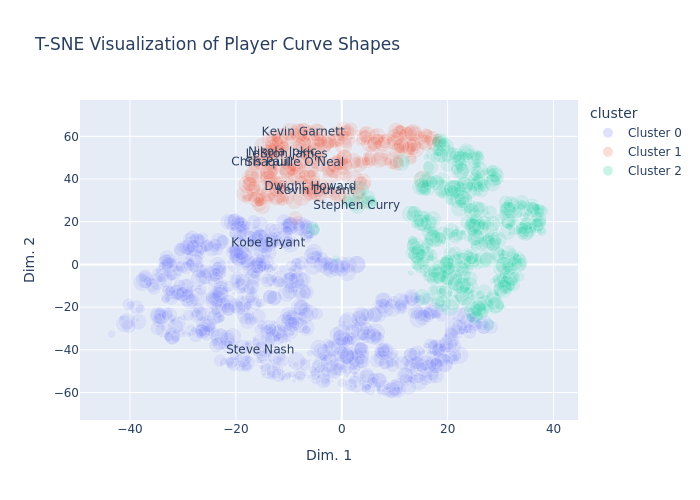 T-SNE Visualization of Player Curve Shapes
cluster
Cluster 0
Cluster 1
Cluster 2
Kevin Garnett
Nikola Jokic
LeBron James
Chris Paul
Shaquille O'Neal
Dwight Howard
Kevin Durant
Stephen Curry
Kobe Bryant
Steve Nash
60
40
20
0
−20
−40
−60
Dim. 2
−40
−20
0
20
40
Dim. 1